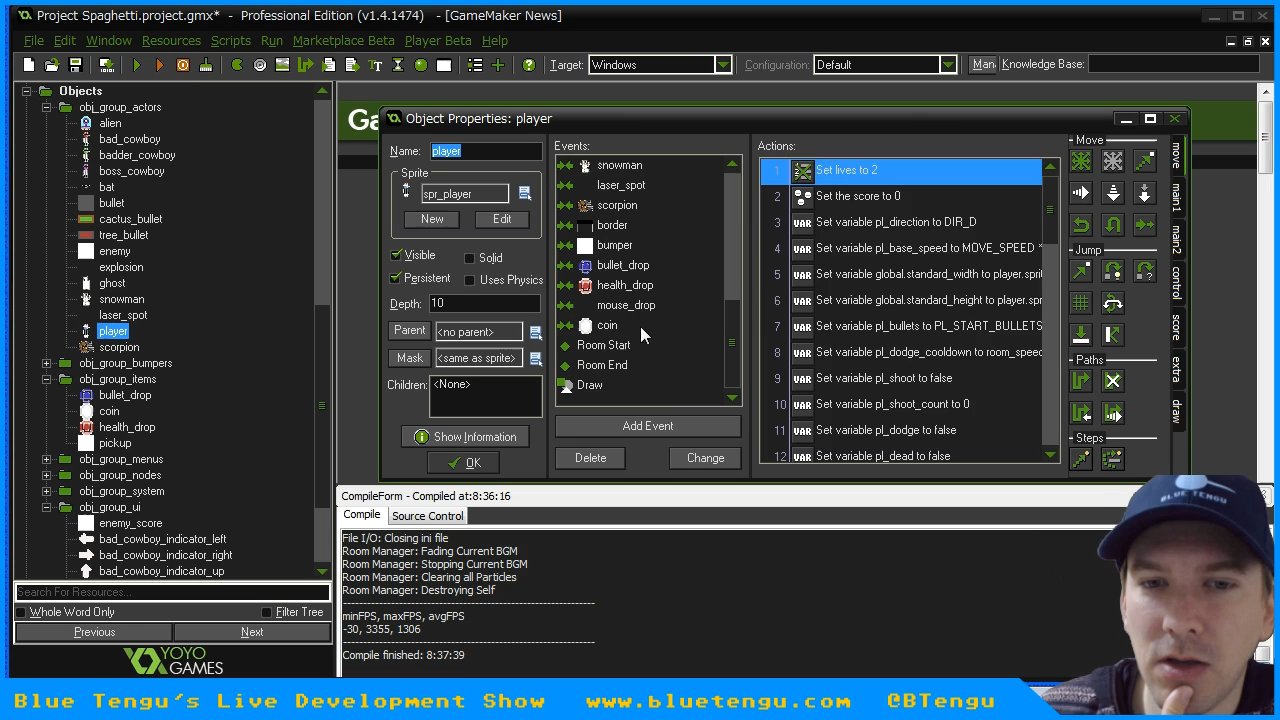 Project Spaghetti.project.gmx* - Professional Edition (v1.4.1474) - [GameMaker News]
File Edit Window Resources Scripts Run Marketplace Beta Player Beta Help
Target: Windows Configuration: Default Man Knowledge Base:
Objects
obj_group_actors
alien
bad_cowboy
badder_cowboy
boss_cowboy
bat
bullet
cactus_bullet
tree_bullet
enemy
explosion
ghost
snowman
laser_spot
player
scorpion
obj_group_bumpers
obj_group_items
bullet_drop
coin
health_drop
pickup
obj_group_menus
obj_group_nodes
obj_group_system
obj_group_ui
enemy_score
bad_cowboy_indicator_left
bad_cowboy_indicator_right
bad_cowboy_indicator_up
Search For Resources...
Whole Word Only Filter Tree
Previous Next
YOYO
GAMES
Ga
Object Properties: player
Name: player
Sprite
spr_player
New Edit
Visible Solid
Persistent Uses Physics
Depth: 10
Parent <no parent>
Mask <same as sprite>
Children: <None>
Show Information
OK
Events:
snowman
laser_spot
scorpion
border
bumper
bullet_drop
health_drop
mouse_drop
coin
Room Start
Room End
Draw
Add Event
Delete Change
Actions:
1 Set lives to 2
2 Set the score to 0
3 VAR Set variable pl_direction to DIR_D
4 VAR Set variable pl_base_speed to MOVE_SPEED *
5 VAR Set variable global.standard_width to player.spri
6 VAR Set variable global.standard_height to player.spr
7 VAR Set variable pl_bullets to PL_START_BULLETS
8 VAR Set variable pl_dodge_cooldown to room_speed
9 VAR Set variable pl_shoot to false
10 VAR Set variable pl_shoot_count to 0
11 VAR Set variable pl_dodge to false
12 VAR Set variable pl_dead to false
Move
Jump
Paths
Steps
move
main1
main2
control
score
extra
draw
CompileForm - Compiled at:8:36:16
Compile Source Control
File I/O: Closing ini file
Room Manager: Fading Current BGM
Room Manager: Stopping Current BGM
Room Manager: Clearing all Particles
Room Manager: Destroying Self
minFPS, maxFPS, avgFPS
-30, 3355, 1306
Compile finished: 8:37:39
BLUE TENGU
Blue Tengu's Live Development Show www.bluetengu.com @BTengu